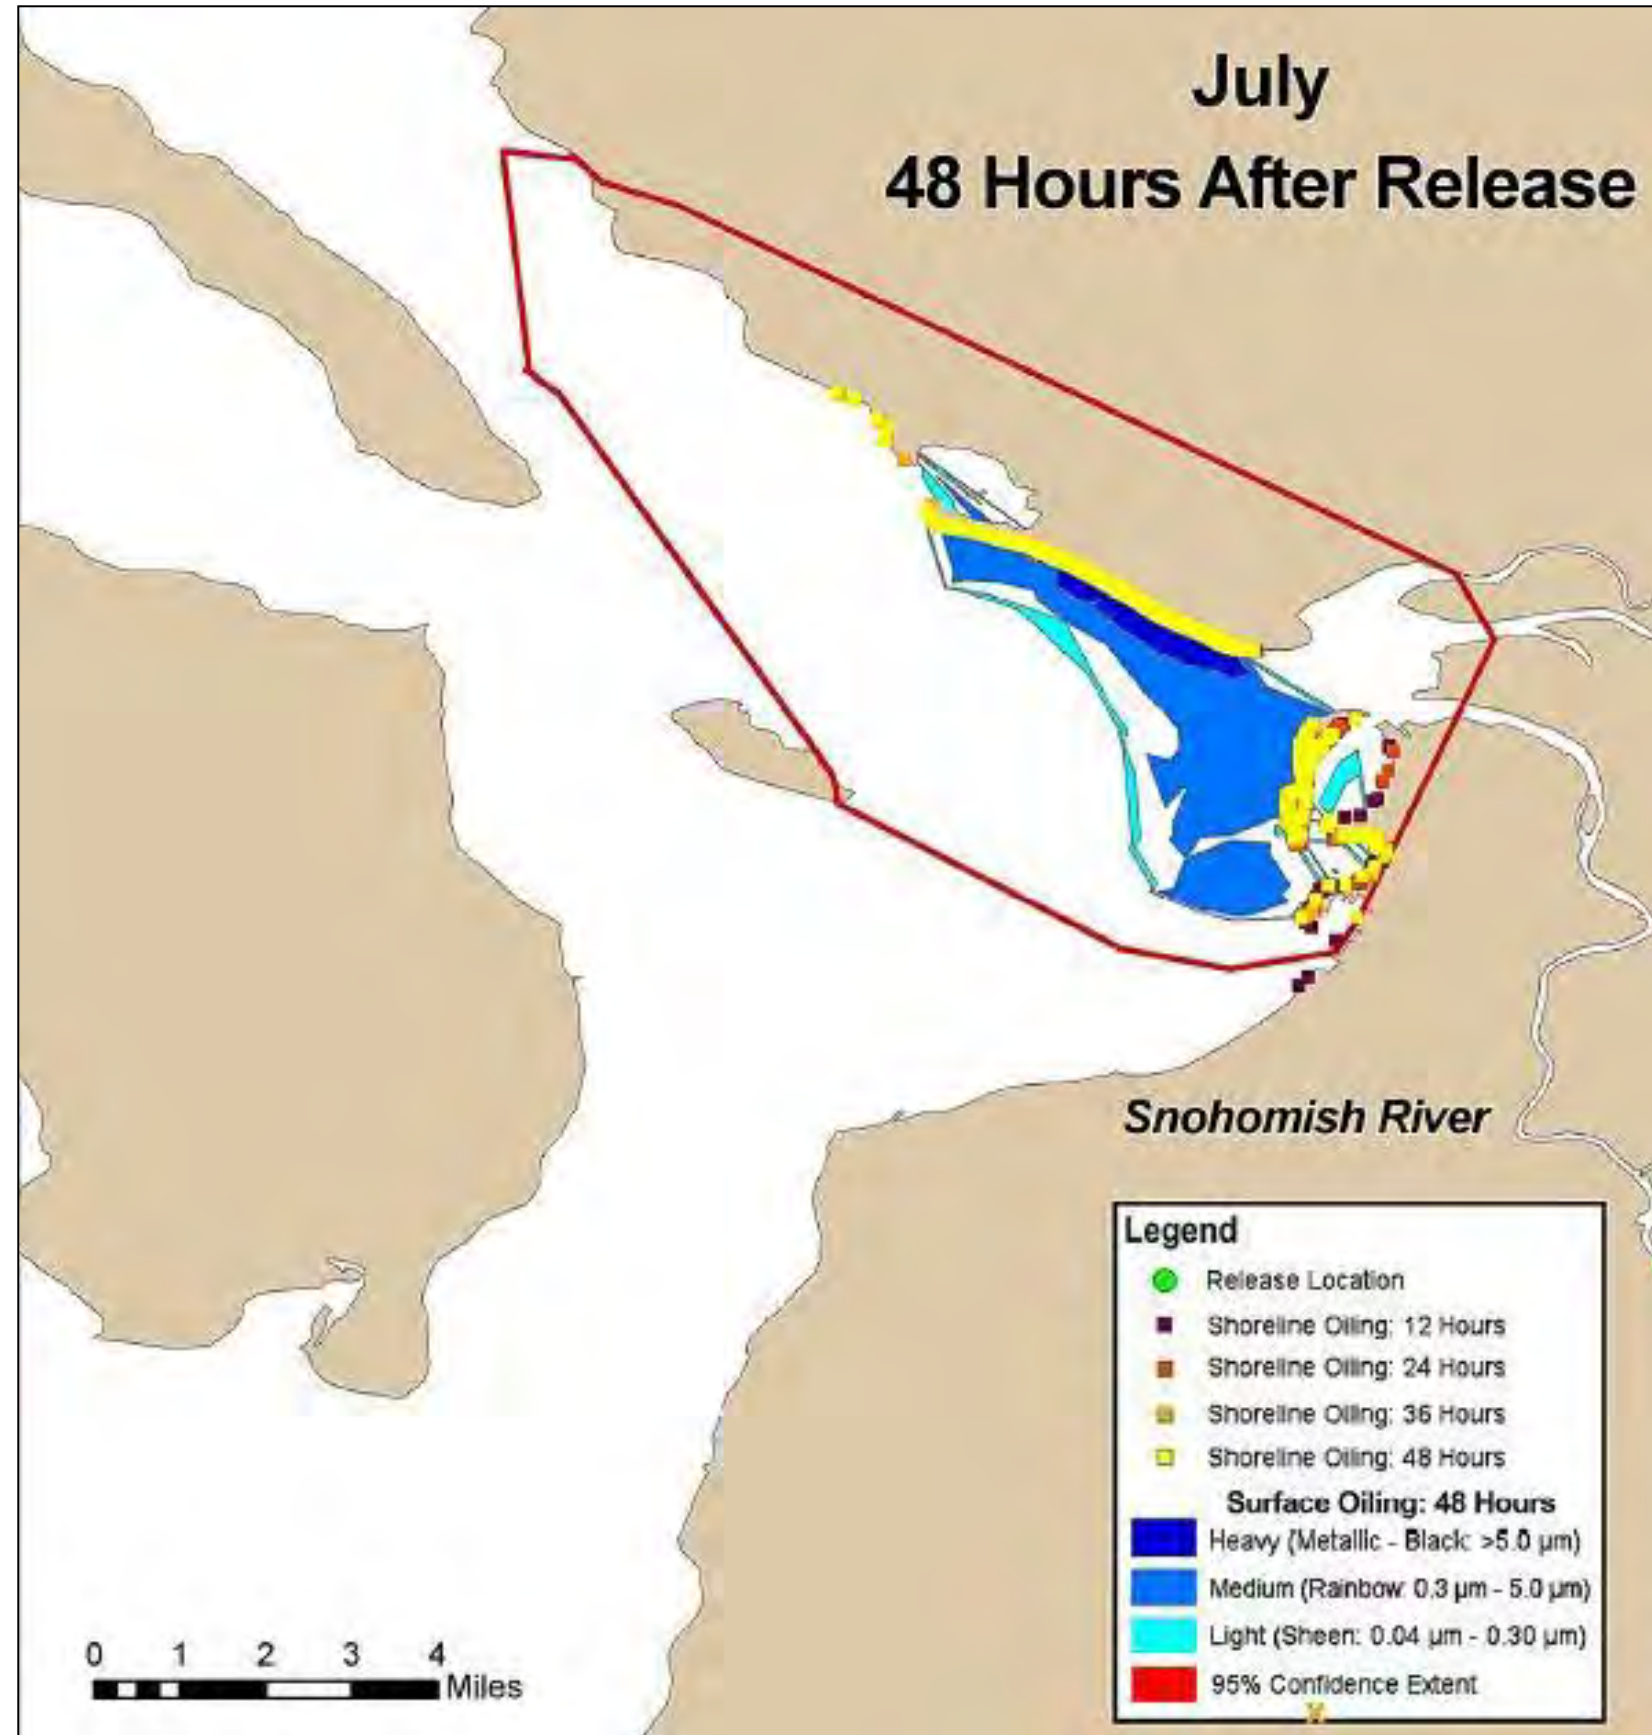 July
48 Hours After Release
Snohomish River
Legend
Release Location
Shoreline Oiling: 12 Hours
Shoreline Oiling: 24 Hours
Shoreline Oiling: 36 Hours
Shoreline Oiling: 48 Hours
Surface Oiling: 48 Hours
Heavy (Metallic - Black: >5.0 µm)
Medium (Rainbow: 0.3 µm - 5.0 µm)
Light (Sheen: 0.04 µm - 0.30 µm)
95% Confidence Extent
0 1 2 3 4
Miles